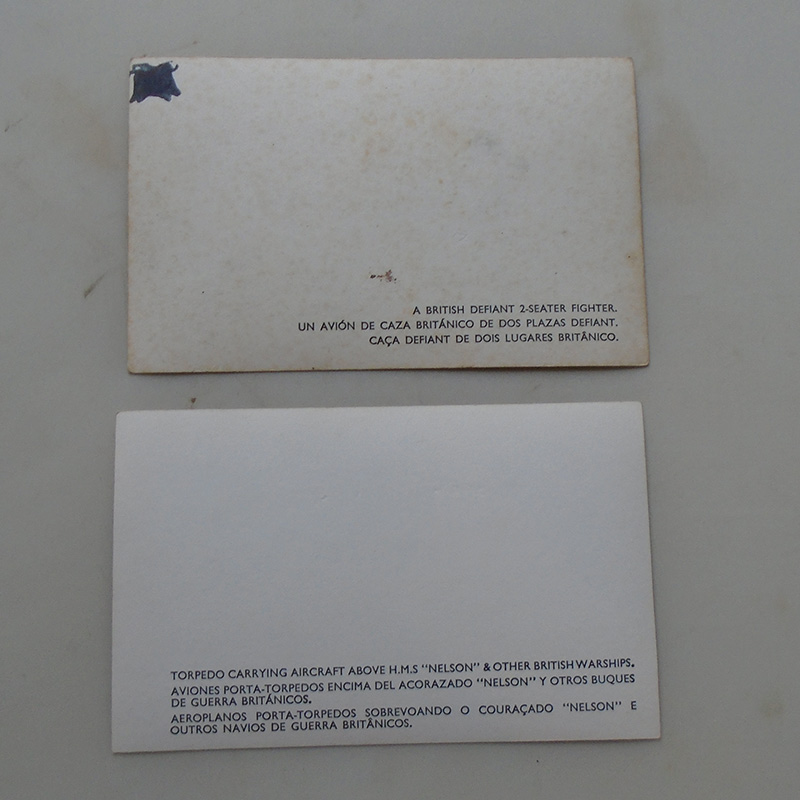 A BRITISH DEFIANT 2-SEATER FIGHTER.
UN AVIÓN DE CAZA BRITÁNICO DE DOS PLAZAS DEFIANT.
CAÇA DEFIANT DE DOIS LUGARES BRITÂNICO.
TORPEDO CARRYING AIRCRAFT ABOVE H.M.S "NELSON" & OTHER BRITISH WARSHIPS.
AVIONES PORTA-TORPEDOS ENCIMA DEL ACORAZADO "NELSON" Y OTROS BUQUES
DE GUERRA BRITÁNICOS.
AEROPLANOS PORTA-TORPEDOS SOBREVOANDO O COURAÇADO "NELSON" E
OUTROS NAVIOS DE GUERRA BRITÂNICOS.